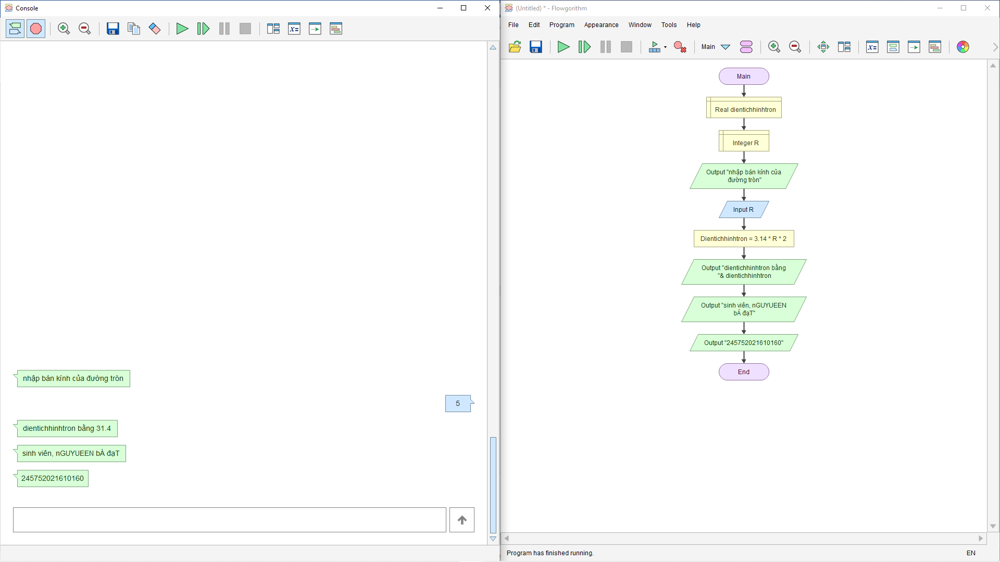 Console
nhập bán kính của đường tròn
5
dientichhinhtron bằng 31.4
sinh viên, nGUYUEEN bÁ đạT
245752021610160
(Untitled) * - Flowgorithm
File Edit Program Appearance Window Tools Help
Main
Main
Real dientichhinhtron
Integer R
Output "nhập bán kính của
đường tròn"
Input R
Dientichhinhtron = 3.14 * R * 2
Output "dientichhinhtron bằng
"& dientichhinhtron
Output "sinh viên, nGUYUEEN
bÁ đạT"
Output "245752021610160"
End
Program has finished running.
EN